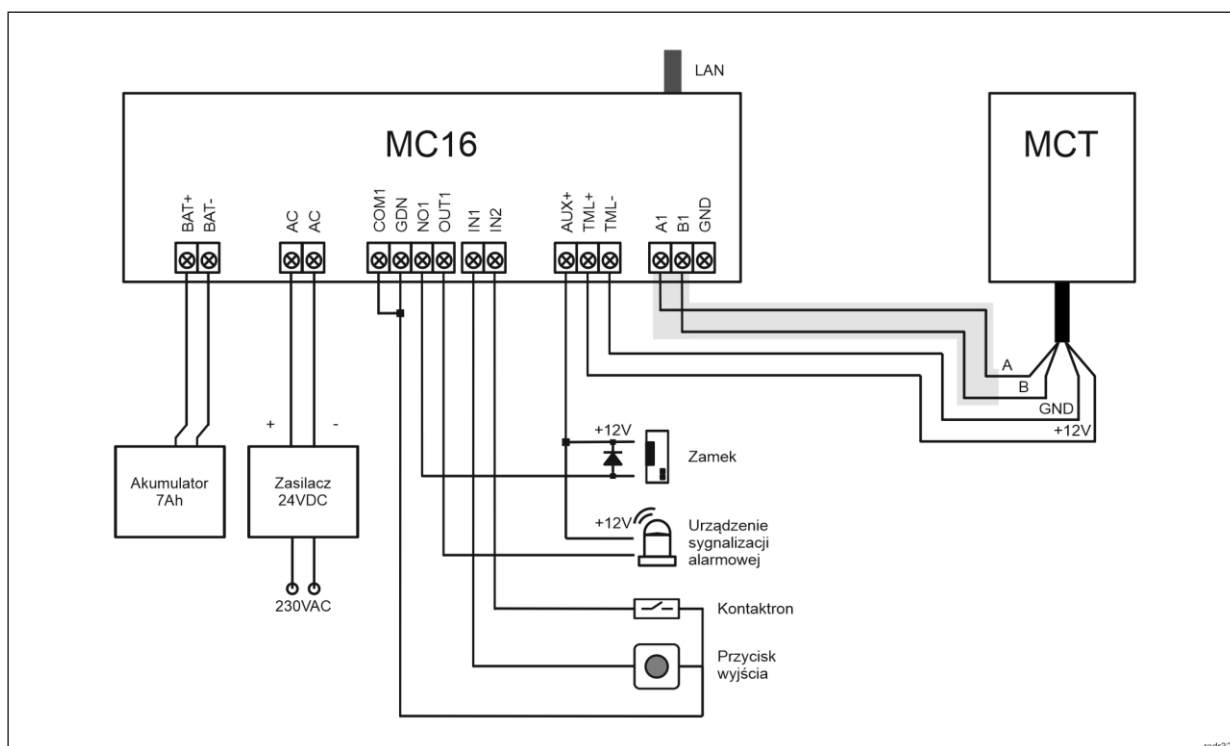 LAN
MC16
MCT
BAT+
BAT-
AC
AC
COM1
GDN
NO1
OUT1
IN1
IN2
AUX+
TML+
TML-
A1
B1
GND
A
B
GND
+12V
+ -
Akumulator
7Ah
Zasilacz
24VDC
230VAC
+12V
Zamek
+12V
Urządzenie
sygnalizacji
alarmowej
Kontaktron
Przycisk
wyjścia